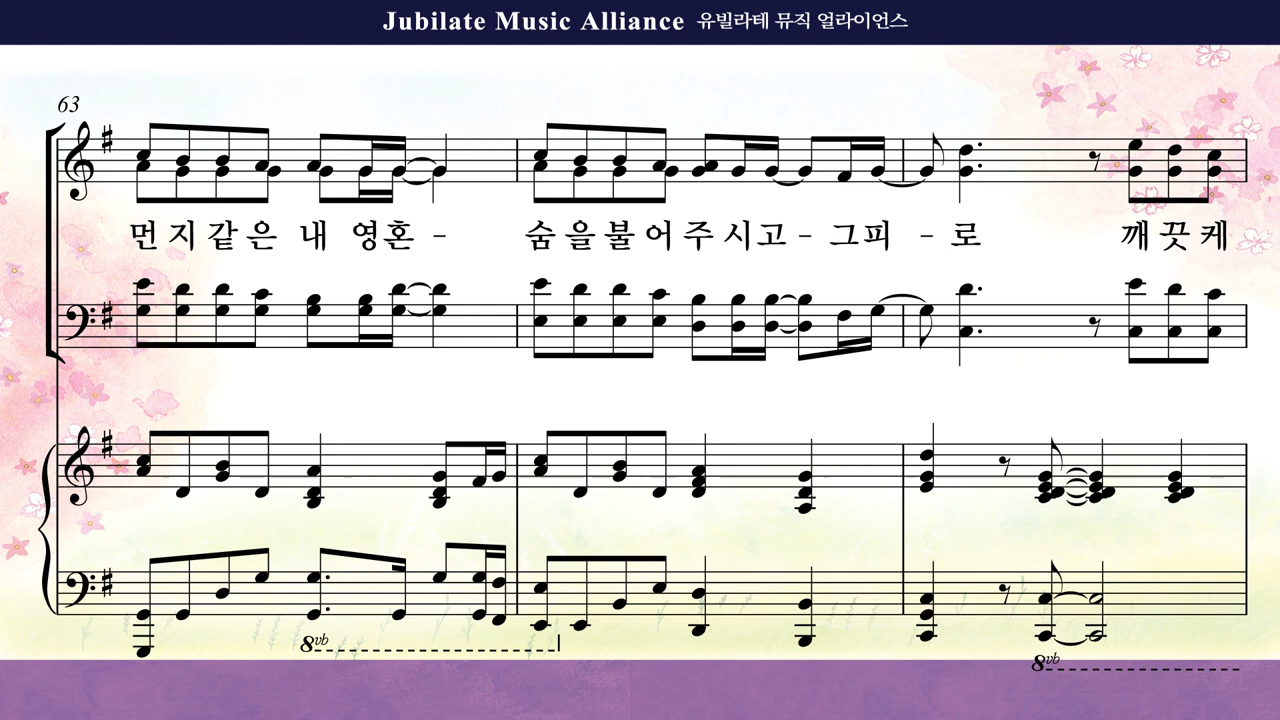 Jubilate Music Alliance 유빌라테 뮤직 얼라이언스
63
먼 지 같 은 내 영혼 - 숨 을 불 어 주 시 고 - 그 피 - 로 깨 끗 케
8vb
8vb